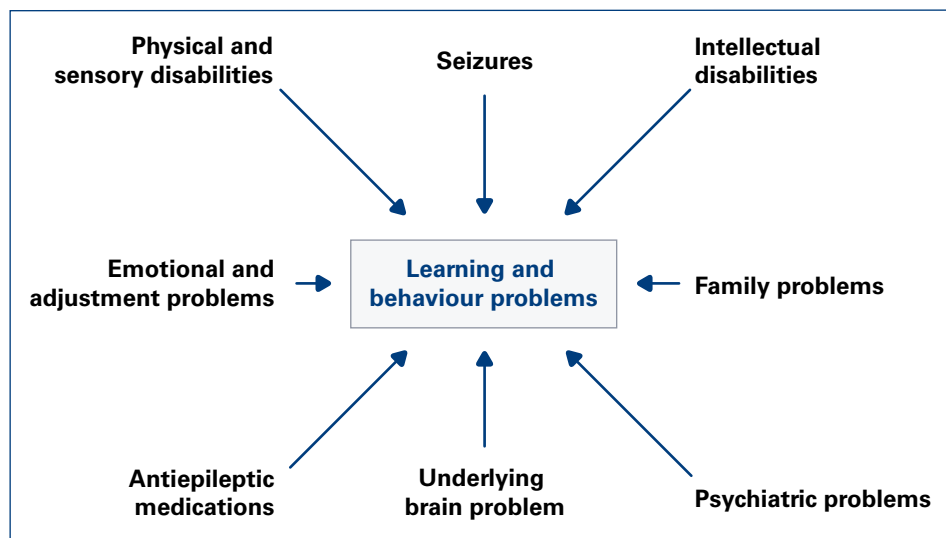 Physical and
sensory disabilities
Seizures
Intellectual
disabilities
Emotional and
adjustment problems
Learning and
behaviour problems
Family problems
Antiepileptic
medications
Underlying
brain problem
Psychiatric problems